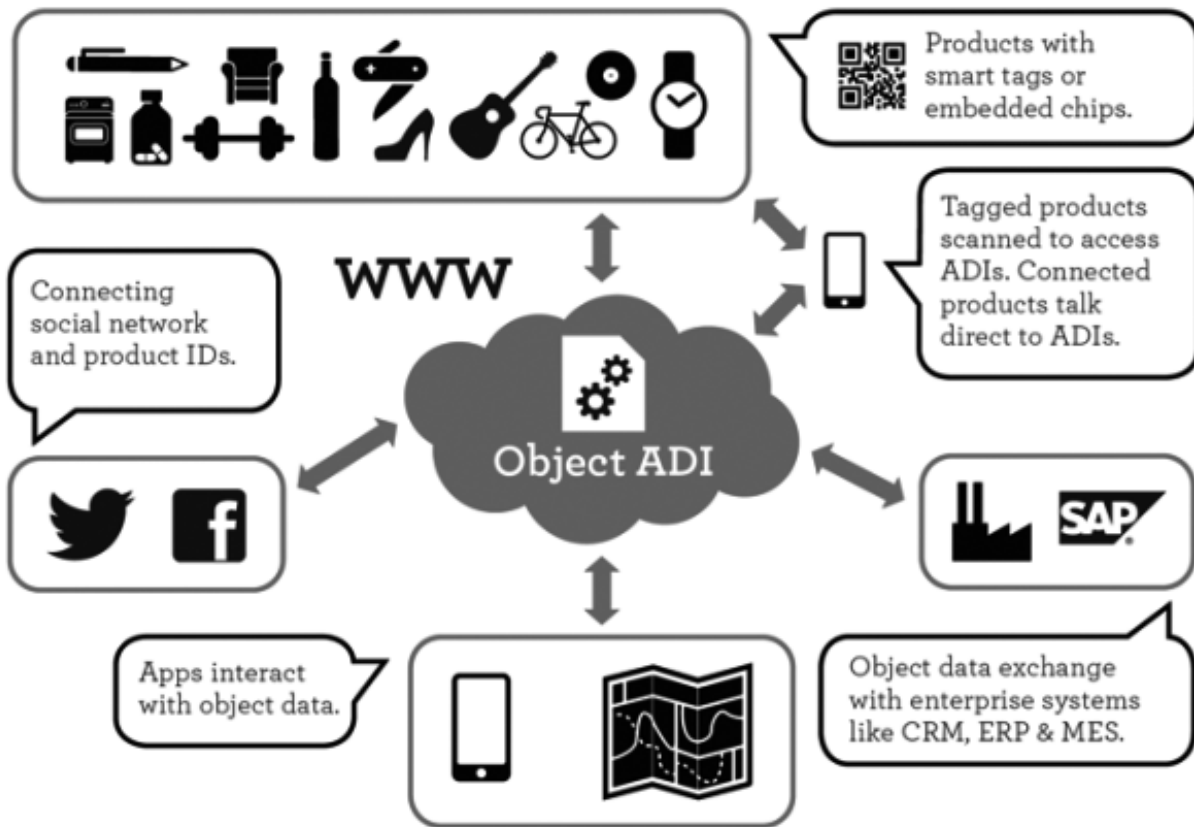 Products with
smart tags or
embedded chips.
Tagged products
scanned to access
ADIs. Connected
products talk
direct to ADIs.
WWW
Connecting
social network
and product IDs.
Object ADI
f
SAP®
Apps interact
with object data.
Object data exchange
with enterprise systems
like CRM, ERP & MES.